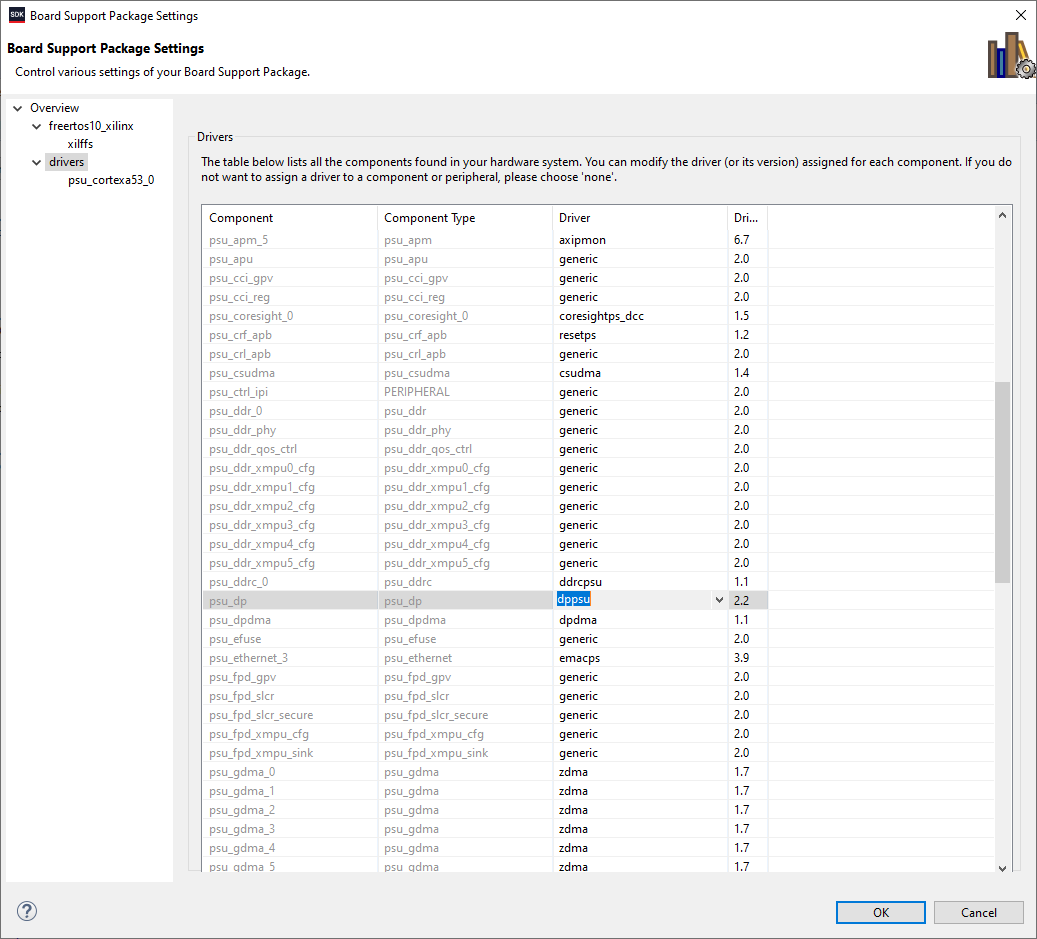 SDK Board Support Package Settings
Board Support Package Settings
Control various settings of your Board Support Package.
Overview
freertos10_xilinx
xilffs
drivers
psu_cortexa53_0
Drivers
The table below lists all the components found in your hardware system. You can modify the driver (or its version) assigned for each component. If you do
not want to assign a driver to a component or peripheral, please choose 'none'.
Component Component Type Driver Dri...
psu_apm_5 psu_apm axipmon 6.7
psu_apu psu_apu generic 2.0
psu_cci_gpv psu_cci_gpv generic 2.0
psu_cci_reg psu_cci_reg generic 2.0
psu_coresight_0 psu_coresight_0 coresightps_dcc 1.5
psu_crf_apb psu_crf_apb resetps 1.2
psu_crl_apb psu_crl_apb generic 2.0
psu_csudma psu_csudma csudma 1.4
psu_ctrl_ipi PERIPHERAL generic 2.0
psu_ddr_0 psu_ddr generic 2.0
psu_ddr_phy psu_ddr_phy generic 2.0
psu_ddr_qos_ctrl psu_ddr_qos_ctrl generic 2.0
psu_ddr_xmpu0_cfg psu_ddr_xmpu0_cfg generic 2.0
psu_ddr_xmpu1_cfg psu_ddr_xmpu1_cfg generic 2.0
psu_ddr_xmpu2_cfg psu_ddr_xmpu2_cfg generic 2.0
psu_ddr_xmpu3_cfg psu_ddr_xmpu3_cfg generic 2.0
psu_ddr_xmpu4_cfg psu_ddr_xmpu4_cfg generic 2.0
psu_ddr_xmpu5_cfg psu_ddr_xmpu5_cfg generic 2.0
psu_ddrc_0 psu_ddrc ddrcpsu 1.1
psu_dp psu_dp dppsu 2.2
psu_dpdma psu_dpdma dpdma 1.1
psu_efuse psu_efuse generic 2.0
psu_ethernet_3 psu_ethernet emacps 3.9
psu_fpd_gpv psu_fpd_gpv generic 2.0
psu_fpd_slcr psu_fpd_slcr generic 2.0
psu_fpd_slcr_secure psu_fpd_slcr_secure generic 2.0
psu_fpd_xmpu_cfg psu_fpd_xmpu_cfg generic 2.0
psu_fpd_xmpu_sink psu_fpd_xmpu_sink generic 2.0
psu_gdma_0 psu_gdma zdma 1.7
psu_gdma_1 psu_gdma zdma 1.7
psu_gdma_2 psu_gdma zdma 1.7
psu_gdma_3 psu_gdma zdma 1.7
psu_gdma_4 psu_gdma zdma 1.7
psu_gdma_5 psu_gdma zdma 1.7
? OK Cancel